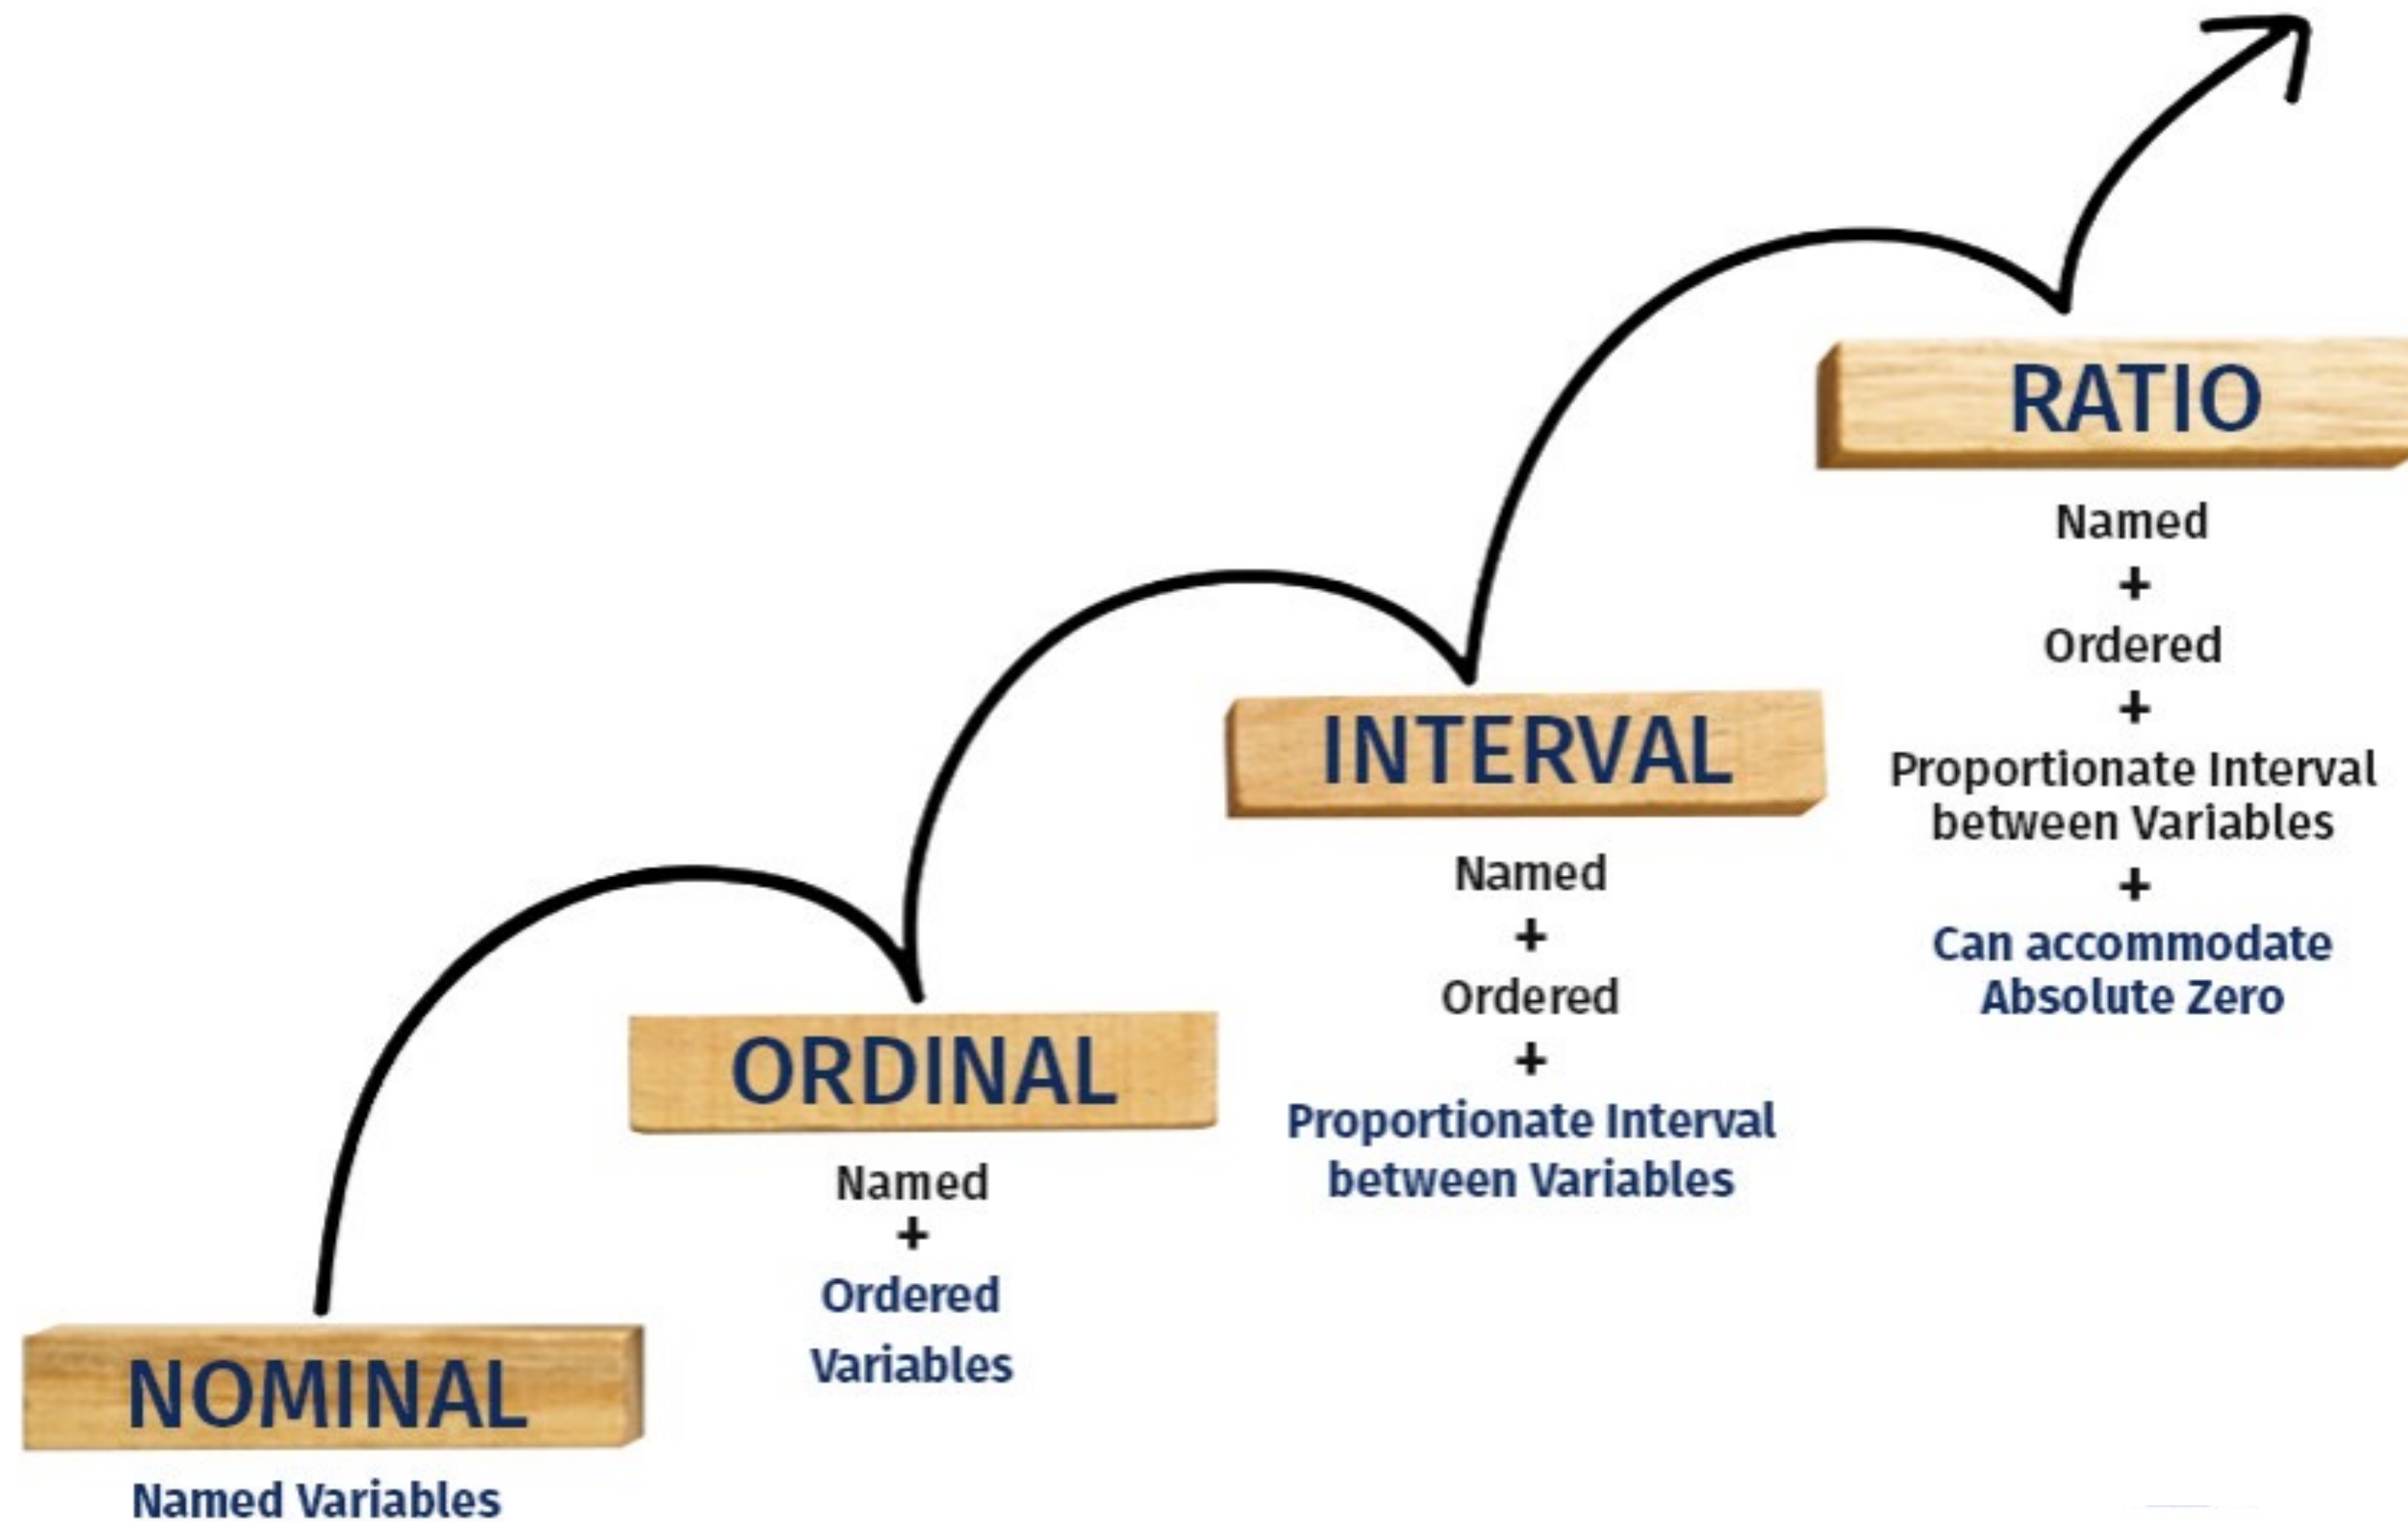 NOMINAL
Named Variables
ORDINAL
Named
+
Ordered
Variables
INTERVAL
Named
+
Ordered
+
Proportionate Interval
between Variables
RATIO
Named
+
Ordered
+
Proportionate Interval
between Variables
+
Can accommodate
Absolute Zero